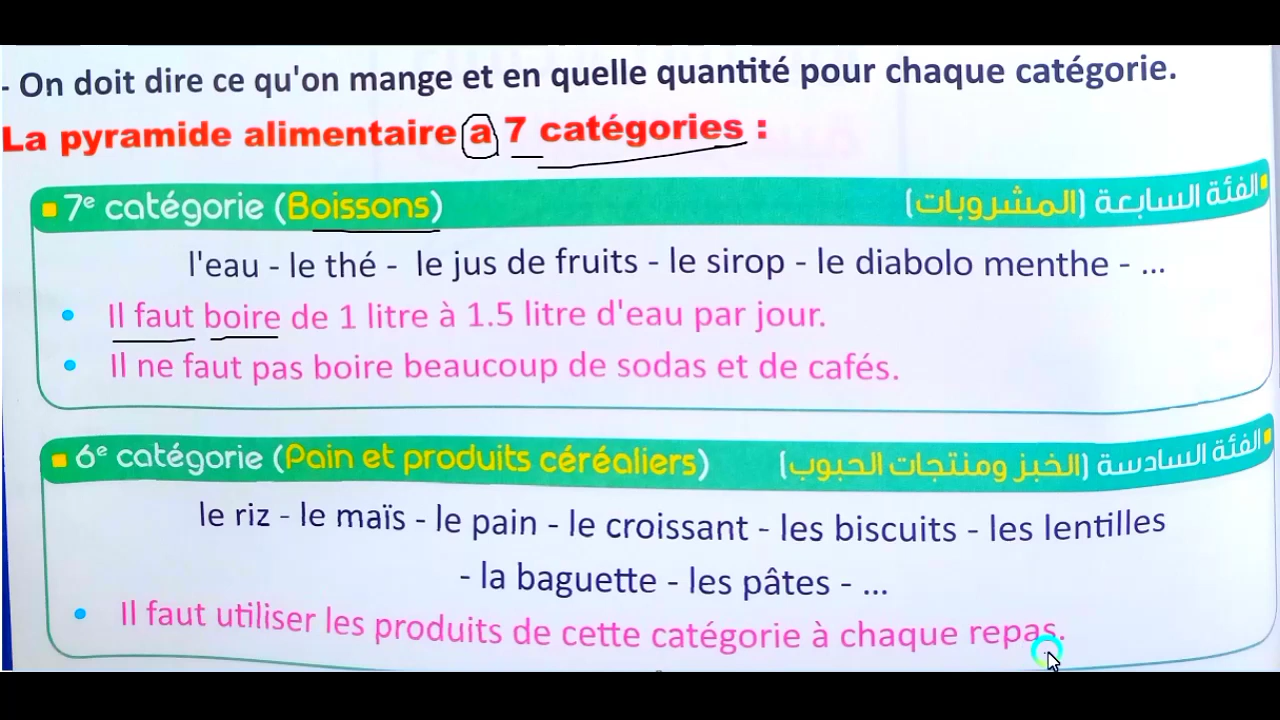 - On doit dire ce qu'on mange et en quelle quantité pour chaque catégorie.
La pyramide alimentaire a 7 catégories :
7e catégorie (Boissons) الفئة السابعة (المشروبات)
l'eau - le thé - le jus de fruits - le sirop - le diabolo menthe - ...
• Il faut boire de 1 litre à 1.5 litre d'eau par jour.
• Il ne faut pas boire beaucoup de sodas et de cafés.
6e catégorie (Pain et produits céréaliers) الفئة السادسة (الخبز ومنتجات الحبوب)
le riz - le maïs - le pain - le croissant - les biscuits - les lentilles
- la baguette - les pâtes - ...
• Il faut utiliser les produits de cette catégorie à chaque repas.